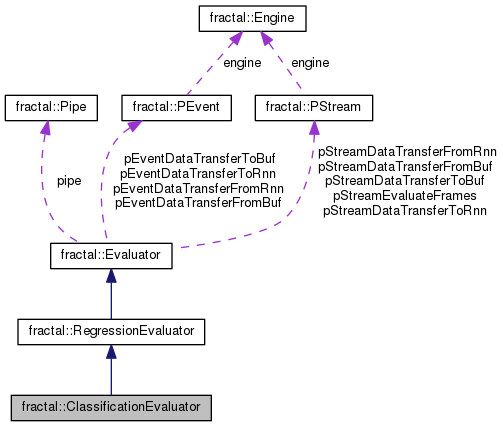 fractal::Engine
engine
engine
fractal::Pipe
fractal::PEvent
fractal::PStream
pipe
pEventDataTransferToBuf
pEventDataTransferToRnn
pEventDataTransferFromRnn
pEventDataTransferFromBuf
pStreamDataTransferFromRnn
pStreamDataTransferFromBuf
pStreamDataTransferToBuf
pStreamEvaluateFrames
pStreamDataTransferToRnn
fractal::Evaluator
fractal::RegressionEvaluator
fractal::ClassificationEvaluator